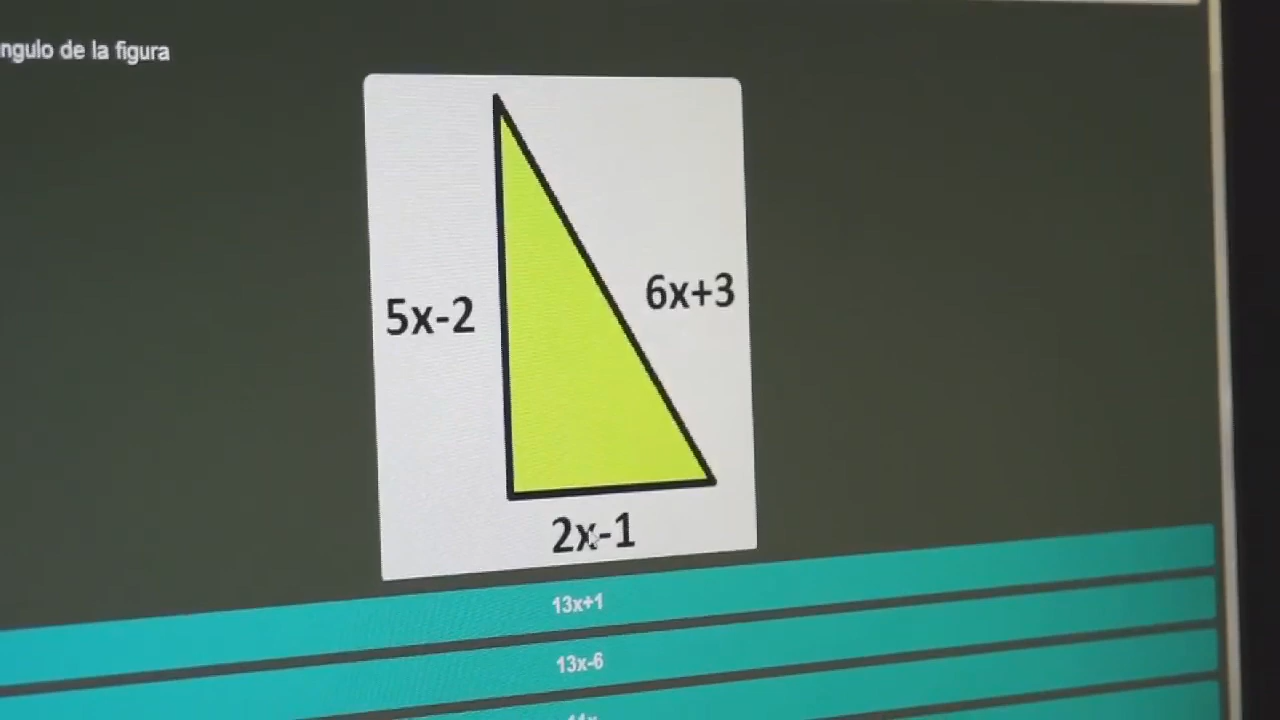 ngulo de la figura
5x-2
6x+3
2x-1
13x+1
13x-6